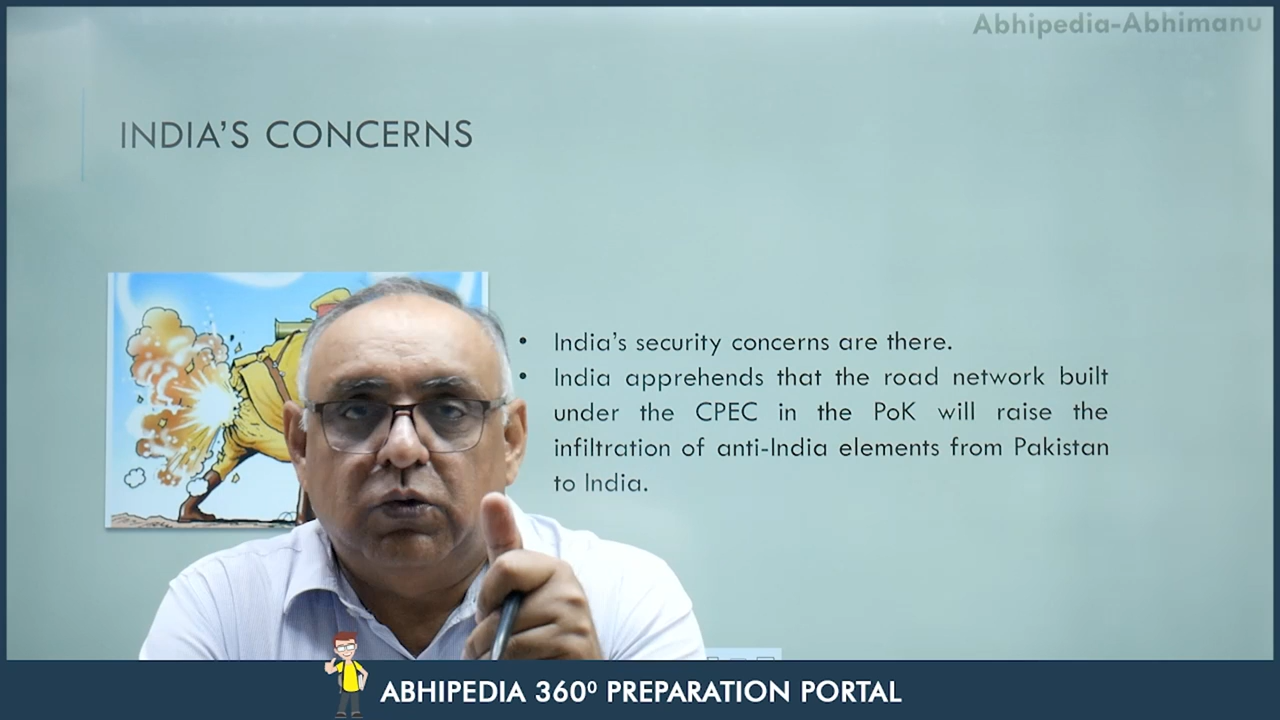 Abhipedia-Abhimanu
INDIA'S CONCERNS
• India's security concerns are there.
• India apprehends that the road network built
under the CPEC in the PoK will raise the
infiltration of anti-India elements from Pakistan
to India.
ABHIPEDIA 360⁰ PREPARATION PORTAL